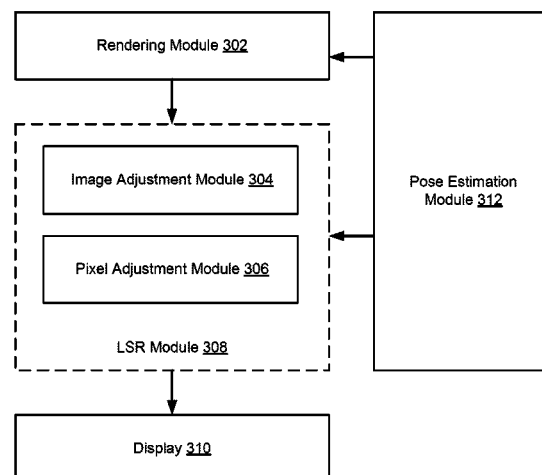 Rendering Module 302
Image Adjustment Module 304
Pixel Adjustment Module 306
LSR Module 308
Display 310
Pose Estimation
Module 312